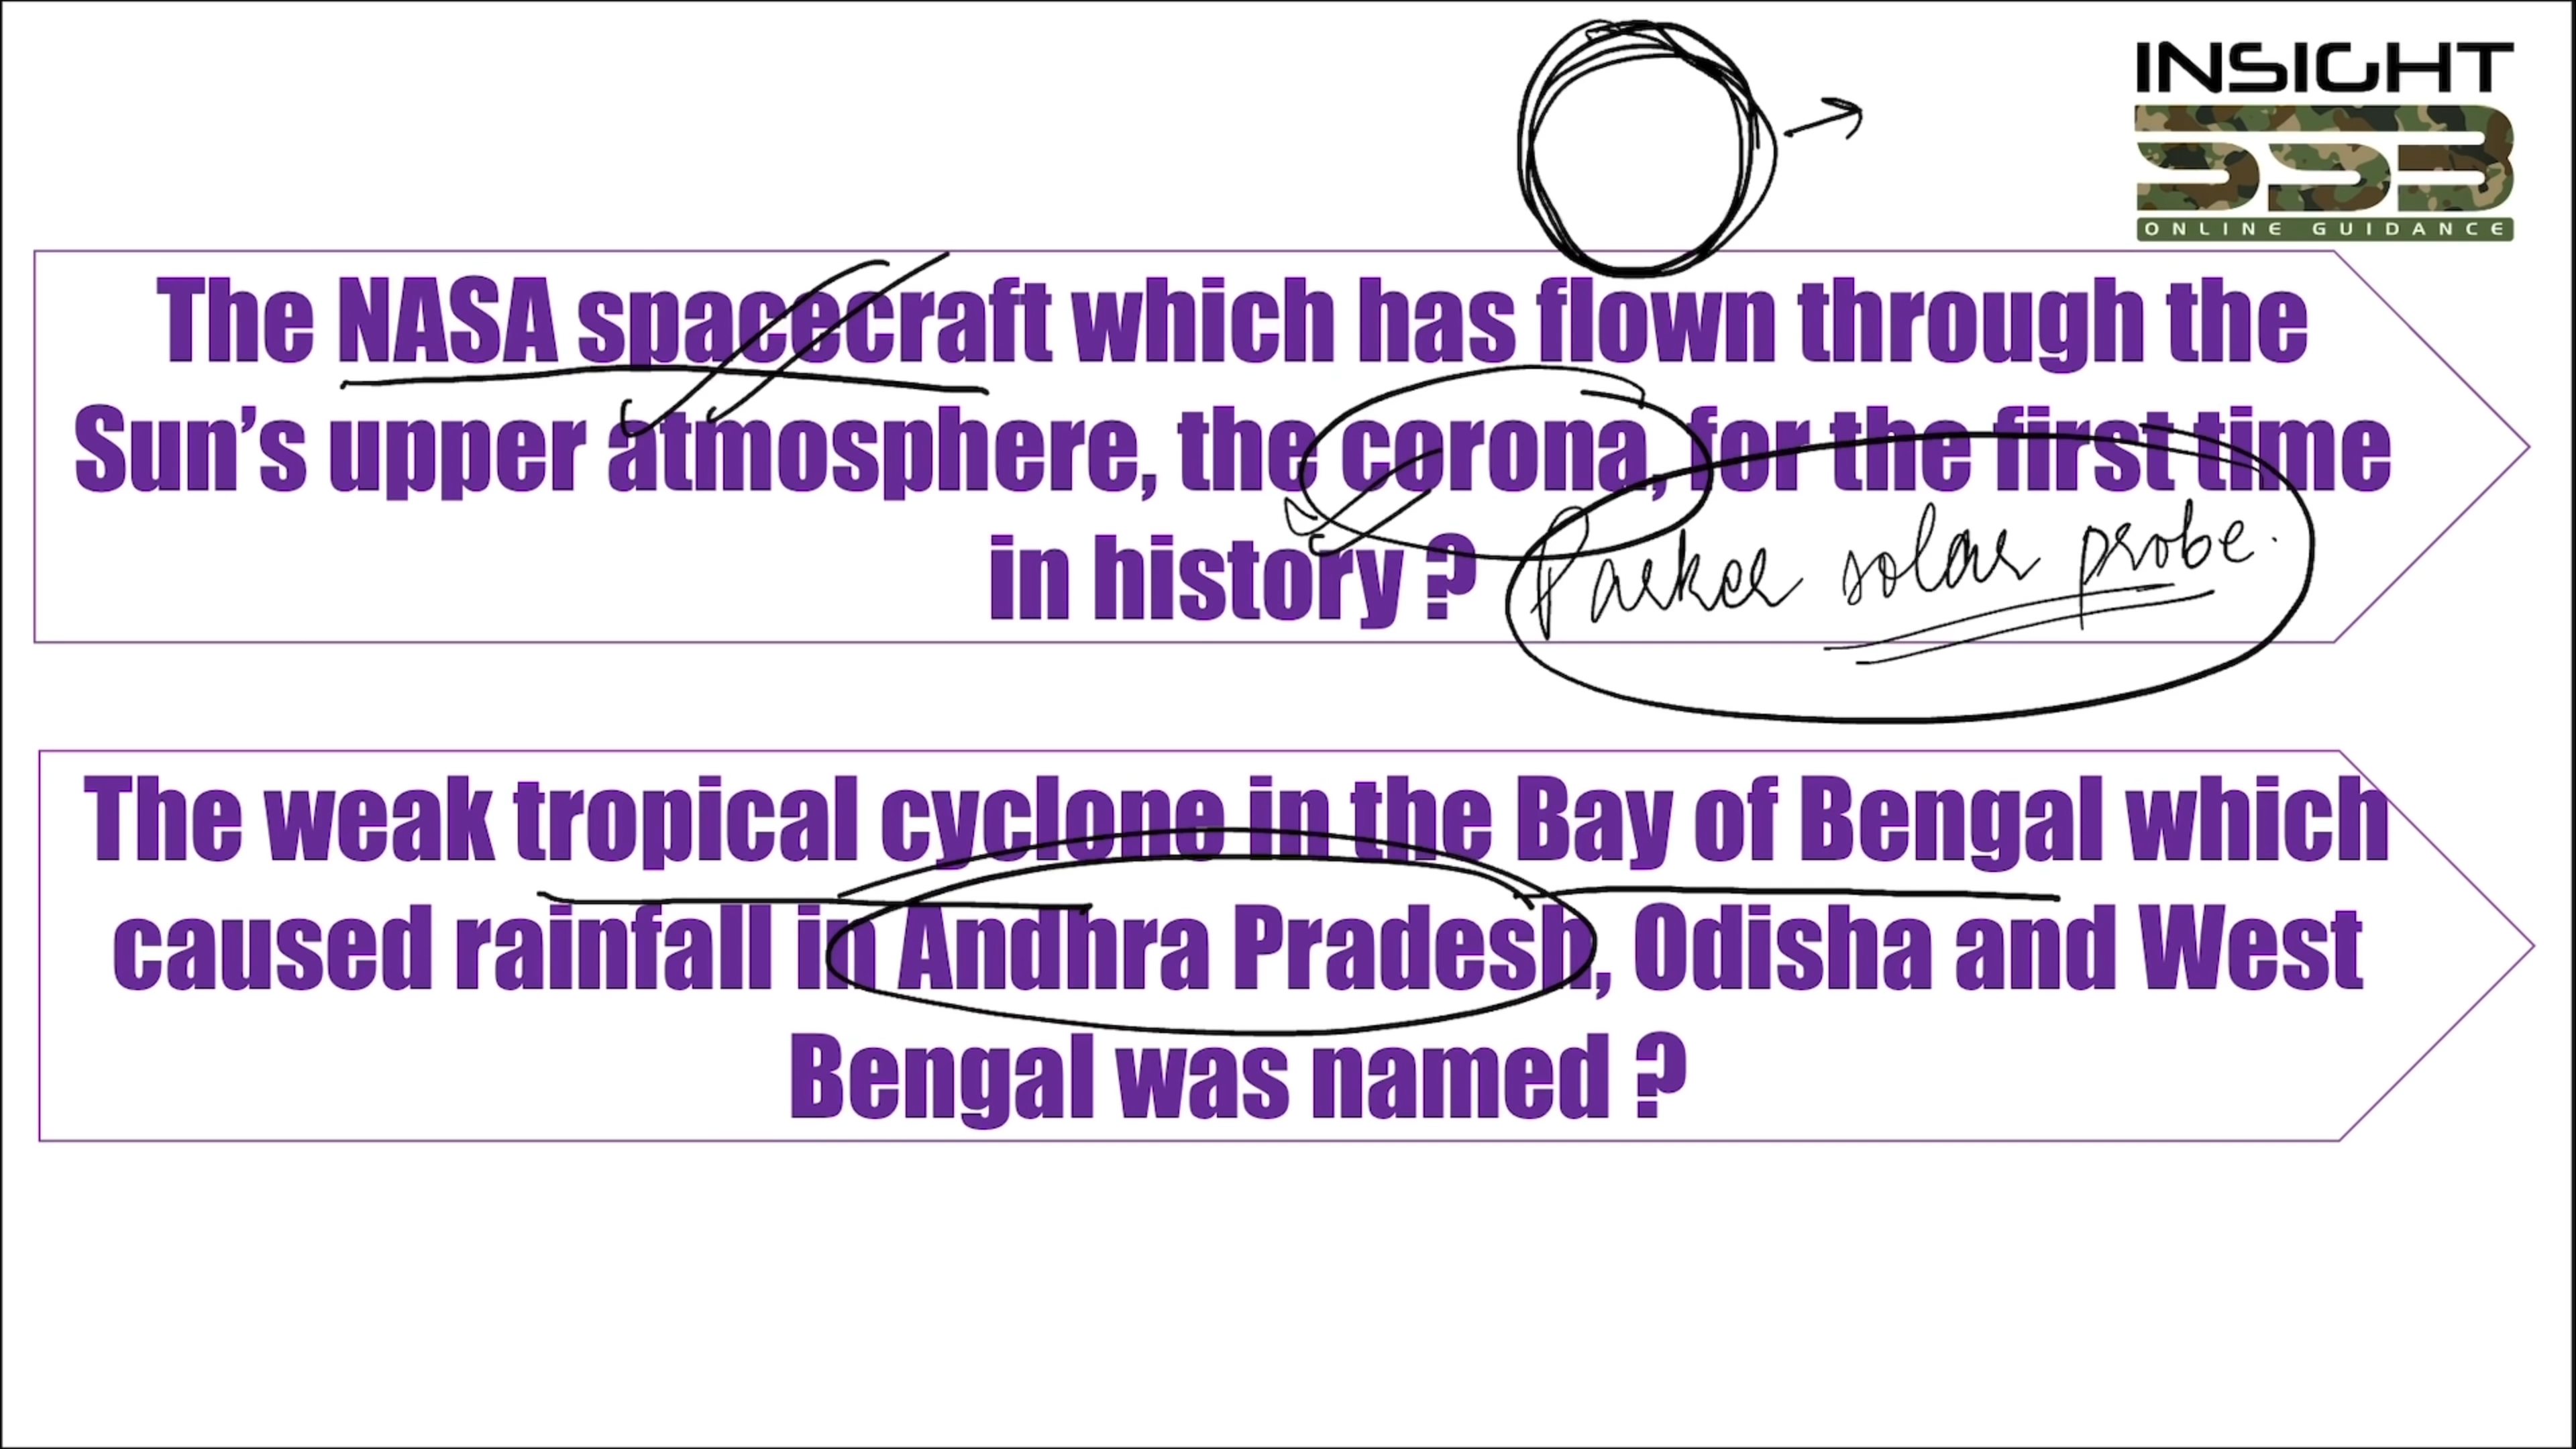 INSIGHT
SSB
ONLINE GUIDANCE
The NASA spacecraft which has flown through the
Sun’s upper atmosphere, the corona, for the first time
in history ?
Parker solar probe.
The weak tropical cyclone in the Bay of Bengal which
caused rainfall in Andhra Pradesh, Odisha and West
Bengal was named ?